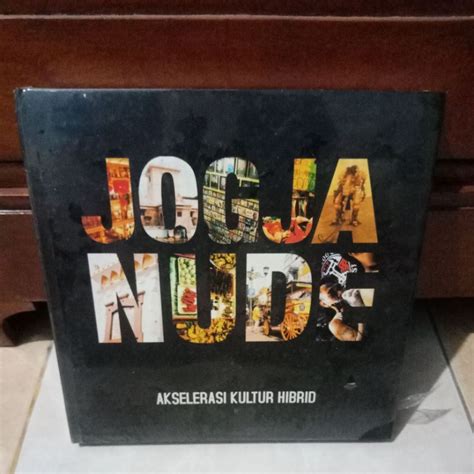 JOGJA
NUDE
AKSELERASI KULTUR HIBRID